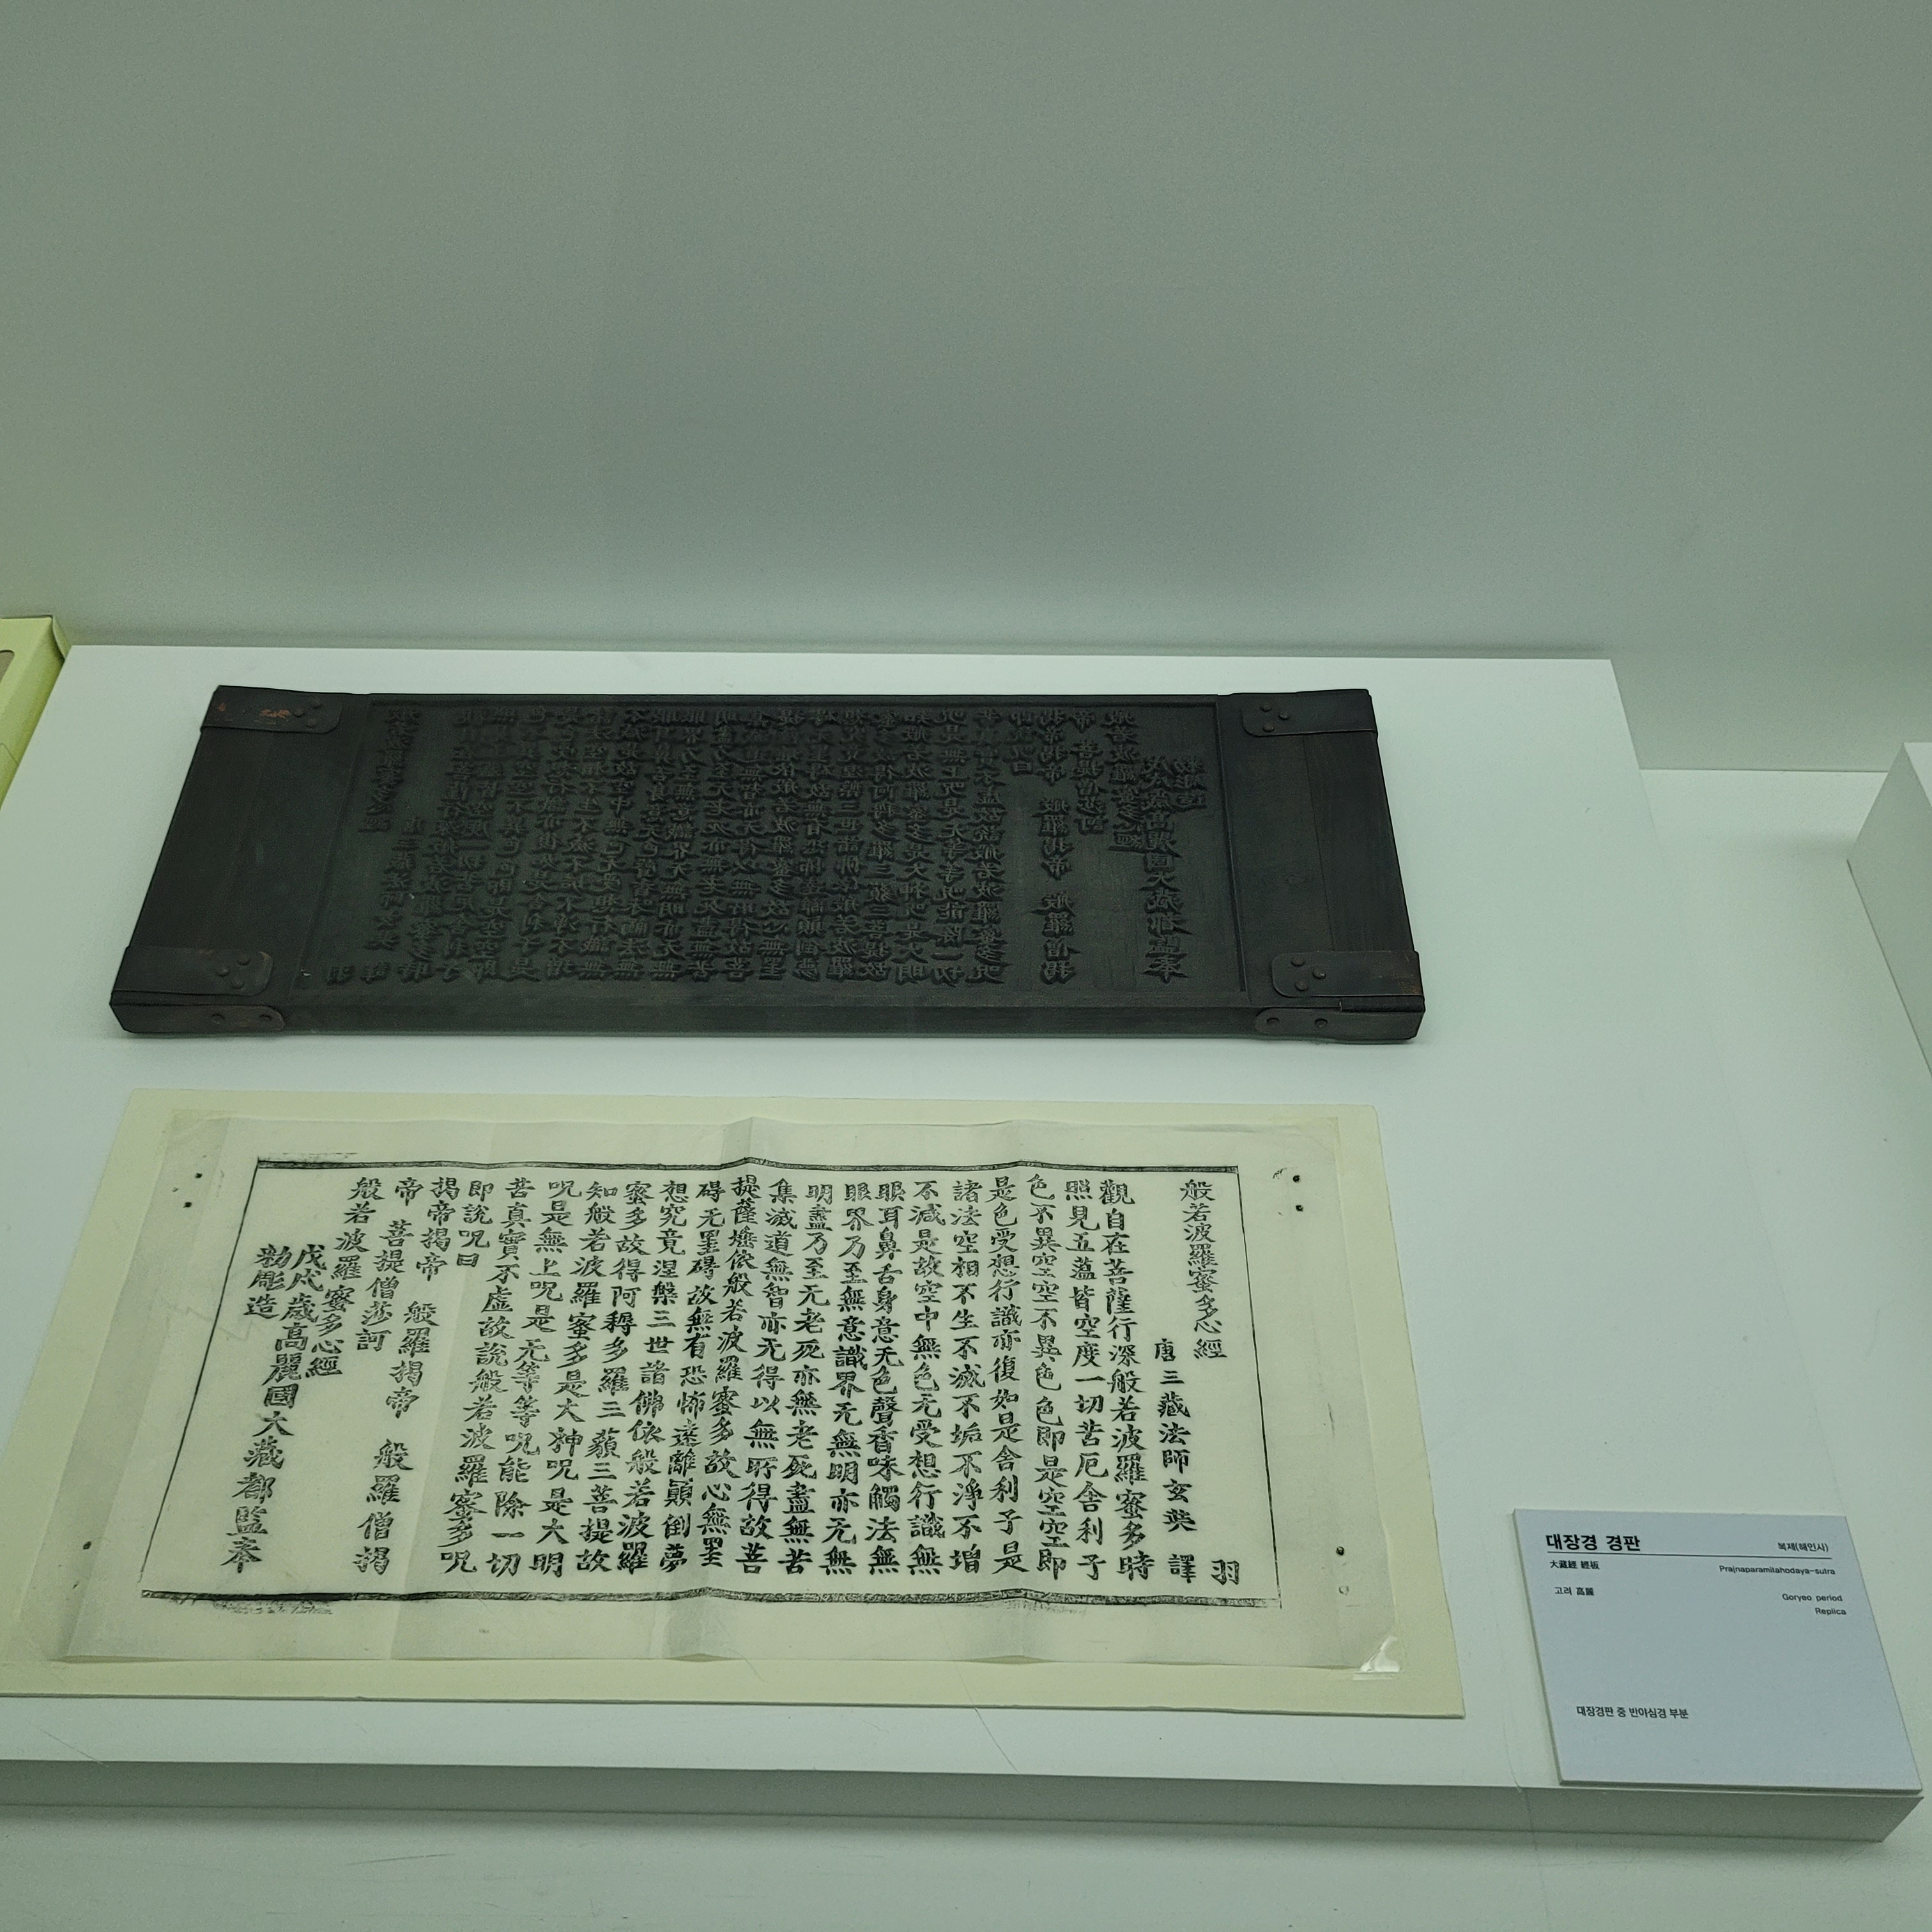 般若波羅蜜多心經 羽
唐三藏法師玄奘 譯
觀自在菩薩行深般若波羅蜜多時
照見五蘊皆空度一切苦厄舍利子
色不異空空不異色色即是空空即
是色受想行識亦復如是舍利子是
諸法空相不生不滅不垢不淨不增
不減是故空中無色无受想行識無
眼耳鼻舌身意无色聲香味觸法無
眼界乃至無意識界无無明亦无無
明盡乃至无老死亦無老死盡無苦
集滅道無智亦无得以無所得故菩
提薩埵依般若波羅蜜多故心無罣
碍无罣碍故無有恐怖遠離顚倒夢
想究竟涅槃三世諸佛依般若波羅
蜜多故得阿耨多羅三藐三菩提故
知般若波羅蜜多是大神呪是大明
呪是無上呪是无等等呪能除一切
苦真實不虛故說般若波羅蜜多呪
即說呪曰
揭帝揭帝 般羅揭帝 般羅僧揭
帝 菩提僧莎訶
般若波羅蜜多心經
戊戌歲高麗國大藏都監奉
勅彫造
대장경 경판 복제(해인사)
大藏經 經板 Prajnaparamitahodaya-sutra
고려 高麗 Goryeo period
Replica
대장경판 중 반야심경 부분